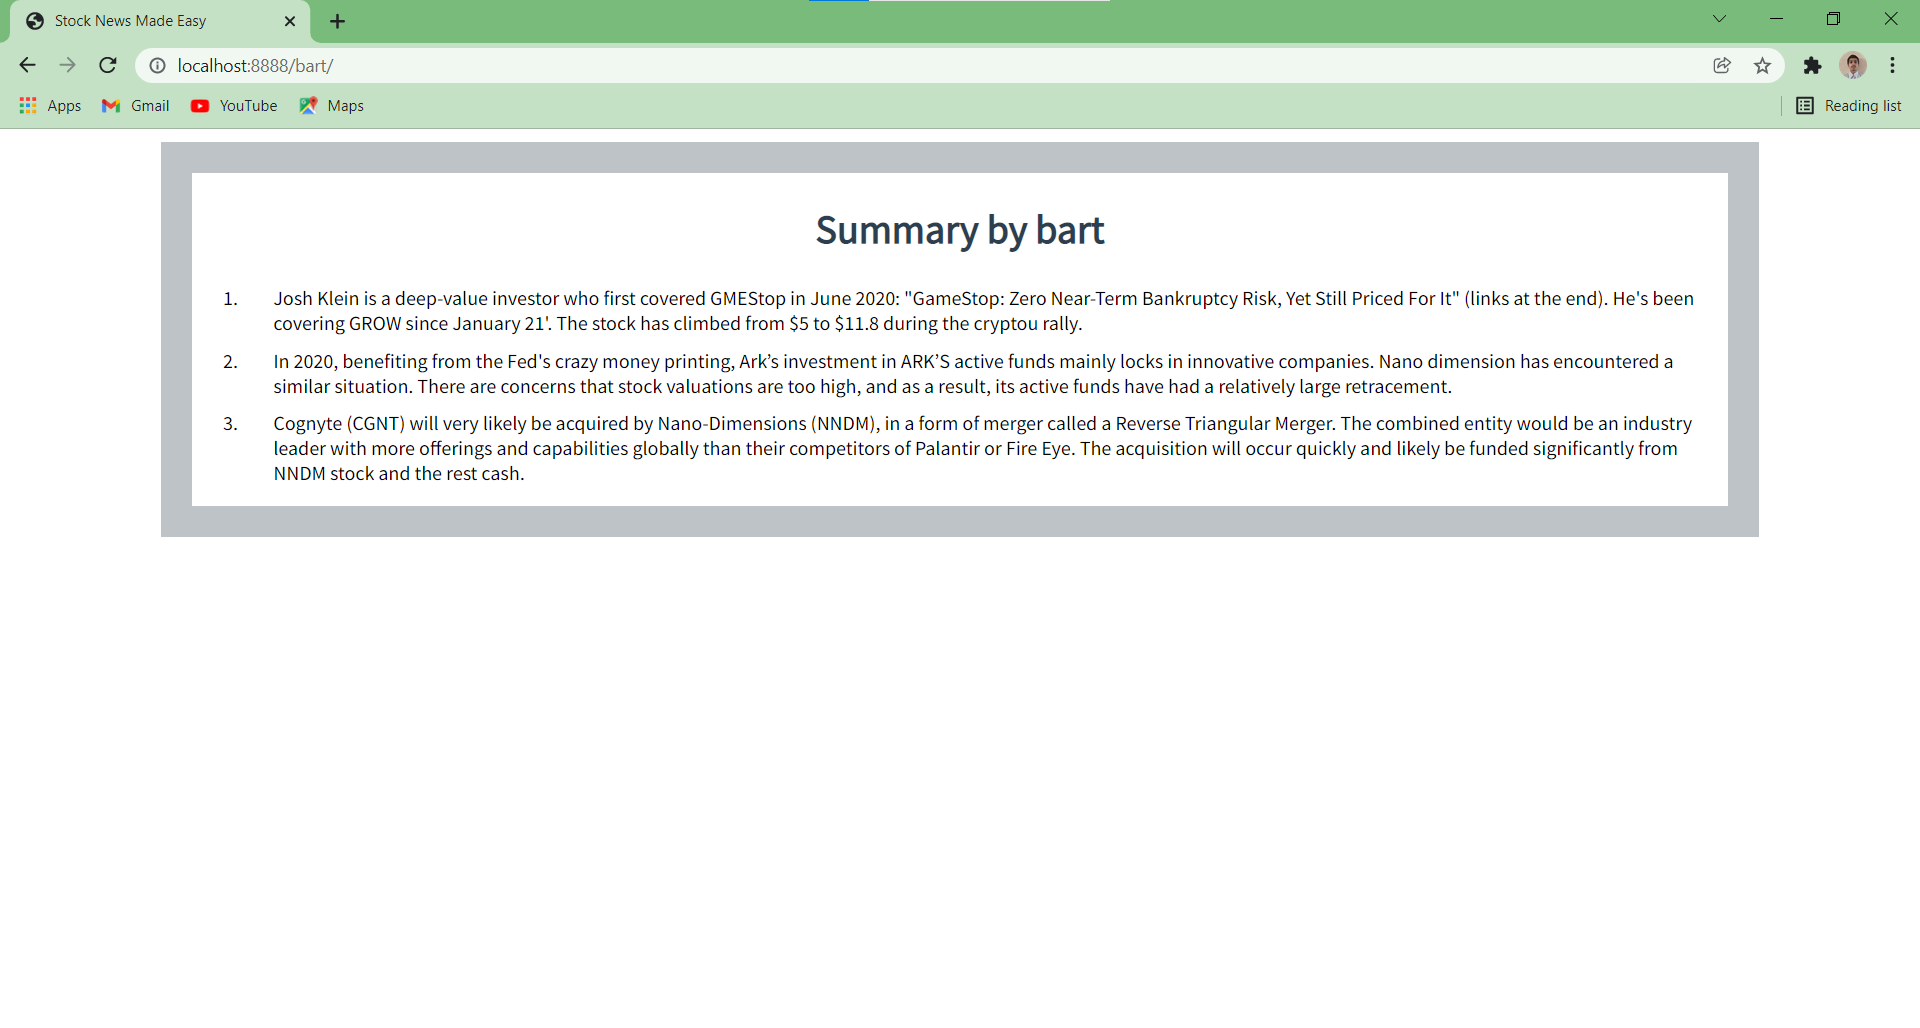 Stock News Made Easy
localhost:8888/bart/
Apps Gmail YouTube Maps Reading list
Summary by bart
1. Josh Klein is a deep-value investor who first covered GMEStop in June 2020: "GameStop: Zero Near-Term Bankruptcy Risk, Yet Still Priced For It" (links at the end). He's been
covering GROW since January 21'. The stock has climbed from $5 to $11.8 during the cryptou rally.
2. In 2020, benefiting from the Fed's crazy money printing, Ark’s investment in ARK’S active funds mainly locks in innovative companies. Nano dimension has encountered a
similar situation. There are concerns that stock valuations are too high, and as a result, its active funds have had a relatively large retracement.
3. Cognyte (CGNT) will very likely be acquired by Nano-Dimensions (NNDM), in a form of merger called a Reverse Triangular Merger. The combined entity would be an industry
leader with more offerings and capabilities globally than their competitors of Palantir or Fire Eye. The acquisition will occur quickly and likely be funded significantly from
NNDM stock and the rest cash.